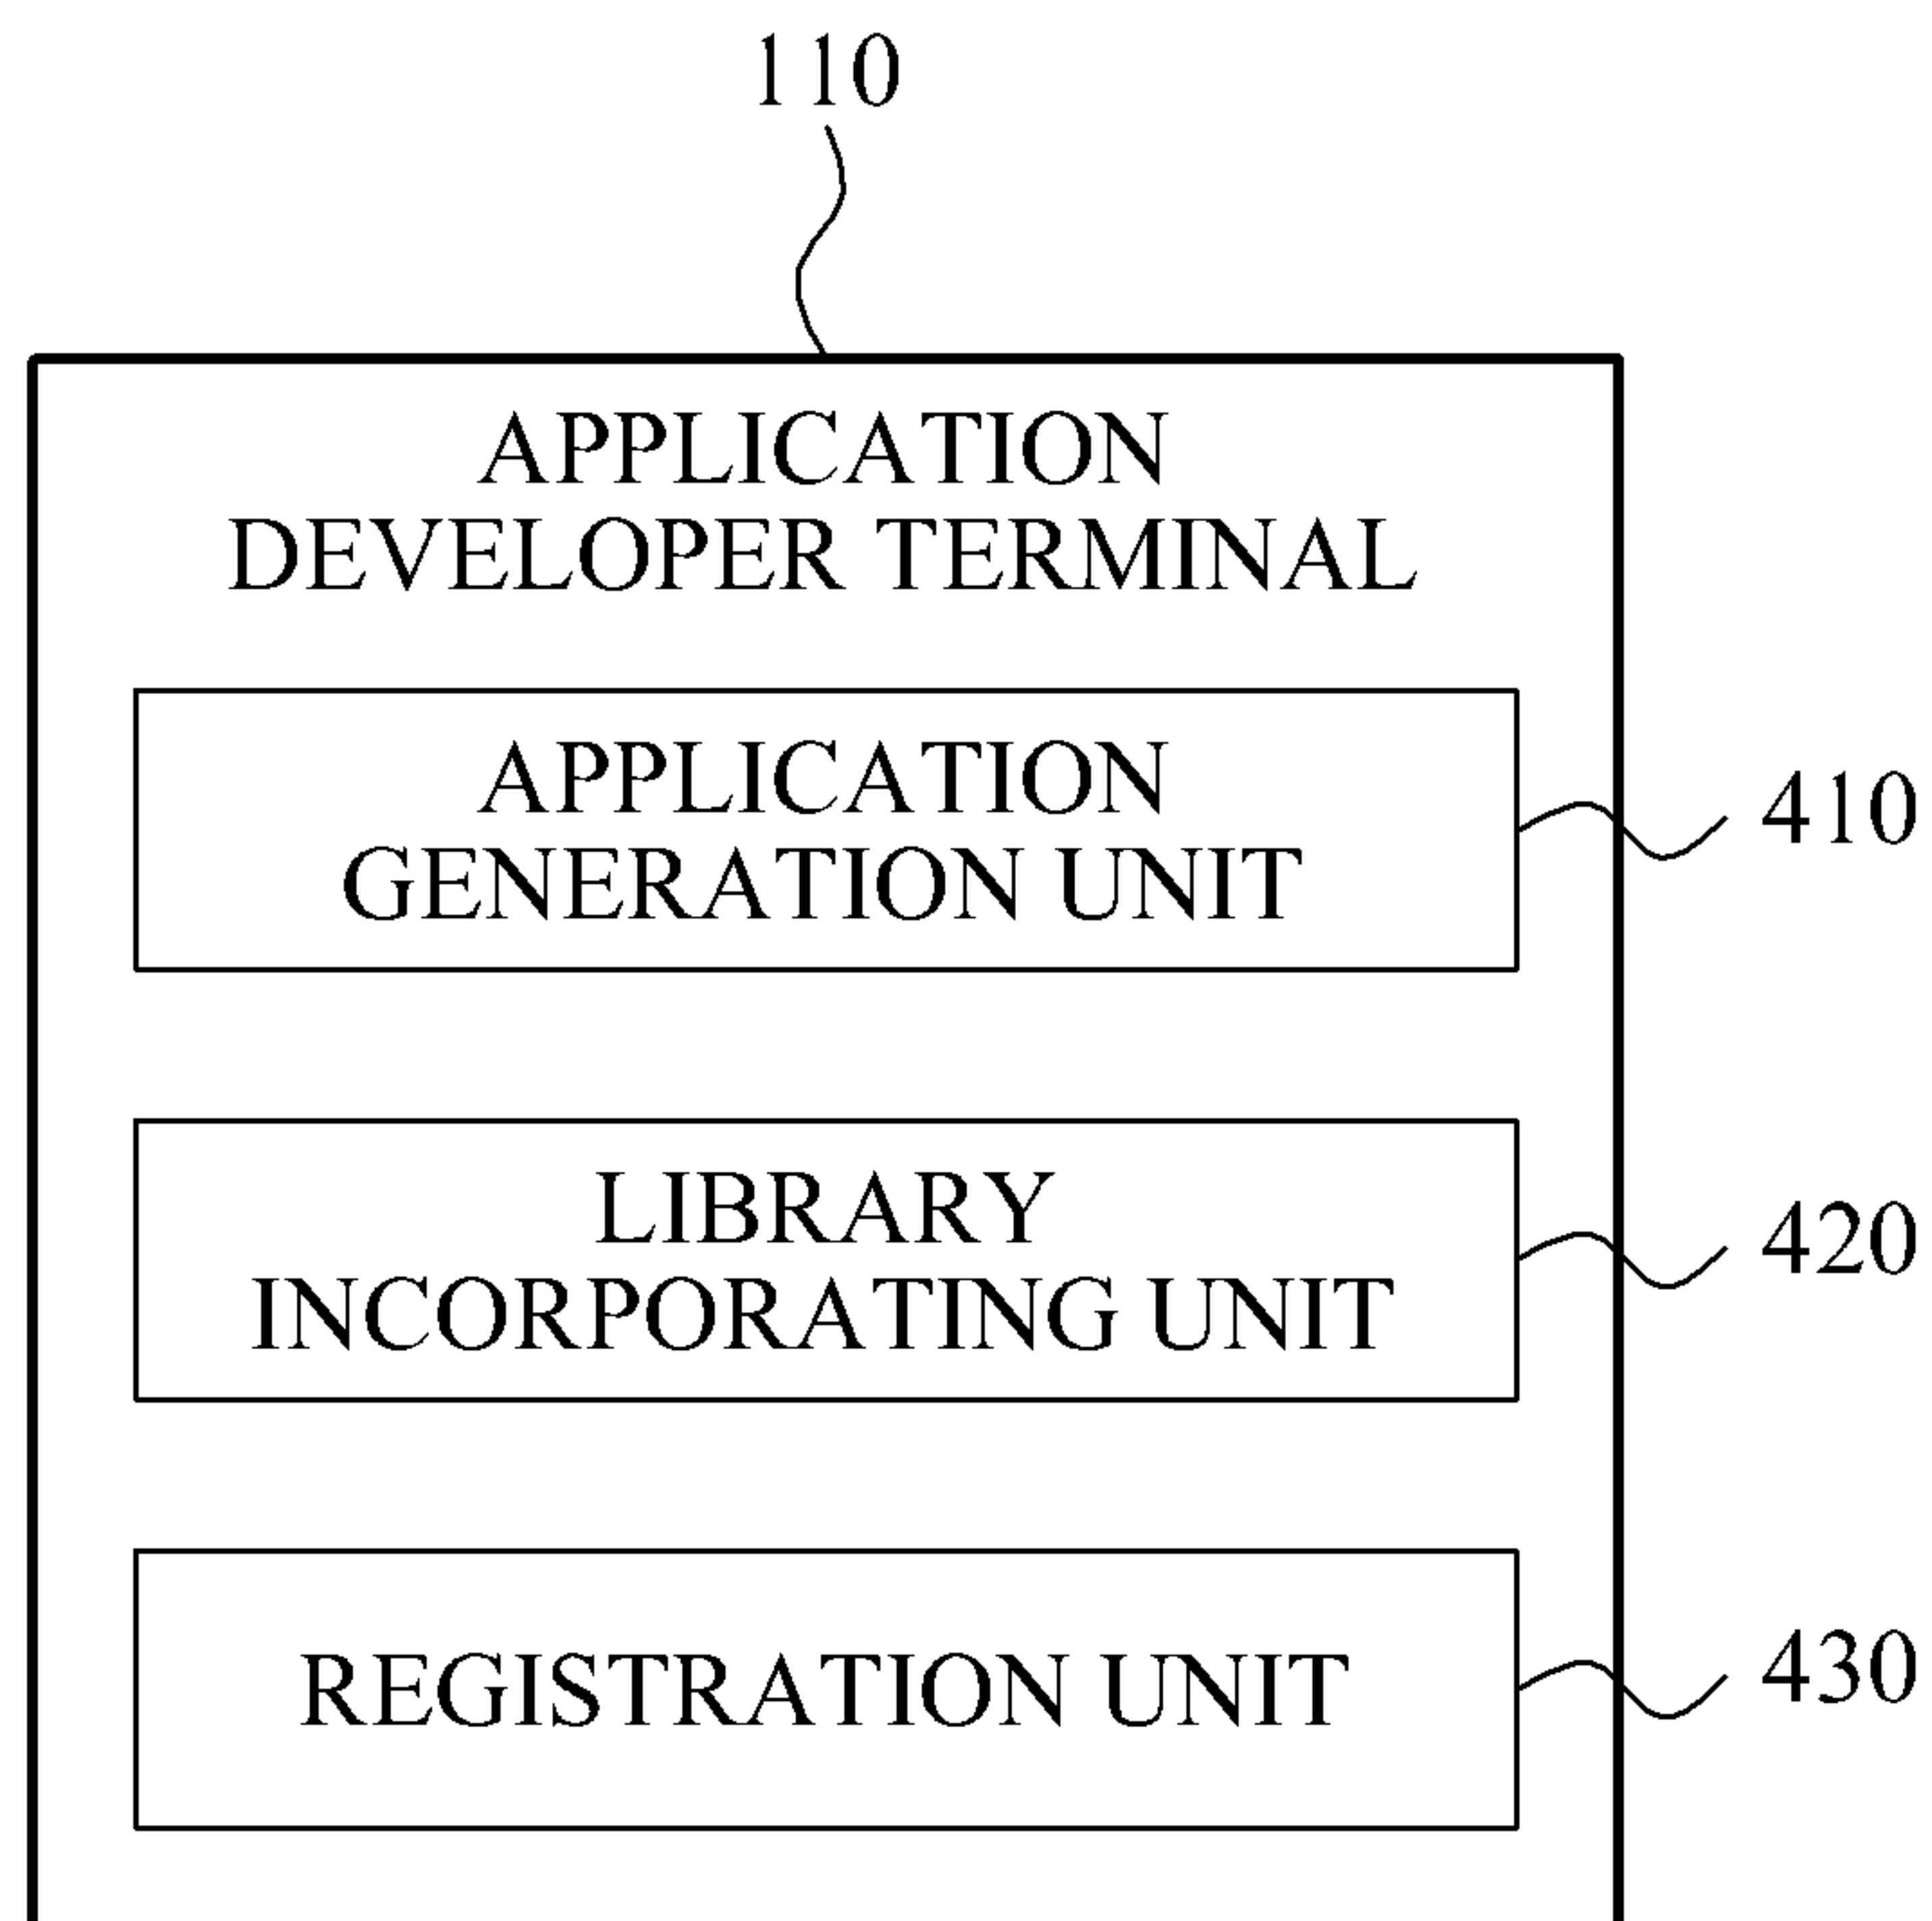 110
APPLICATION
DEVELOPER TERMINAL
APPLICATION
GENERATION UNIT
410
LIBRARY
INCORPORATING UNIT
420
REGISTRATION UNIT
430